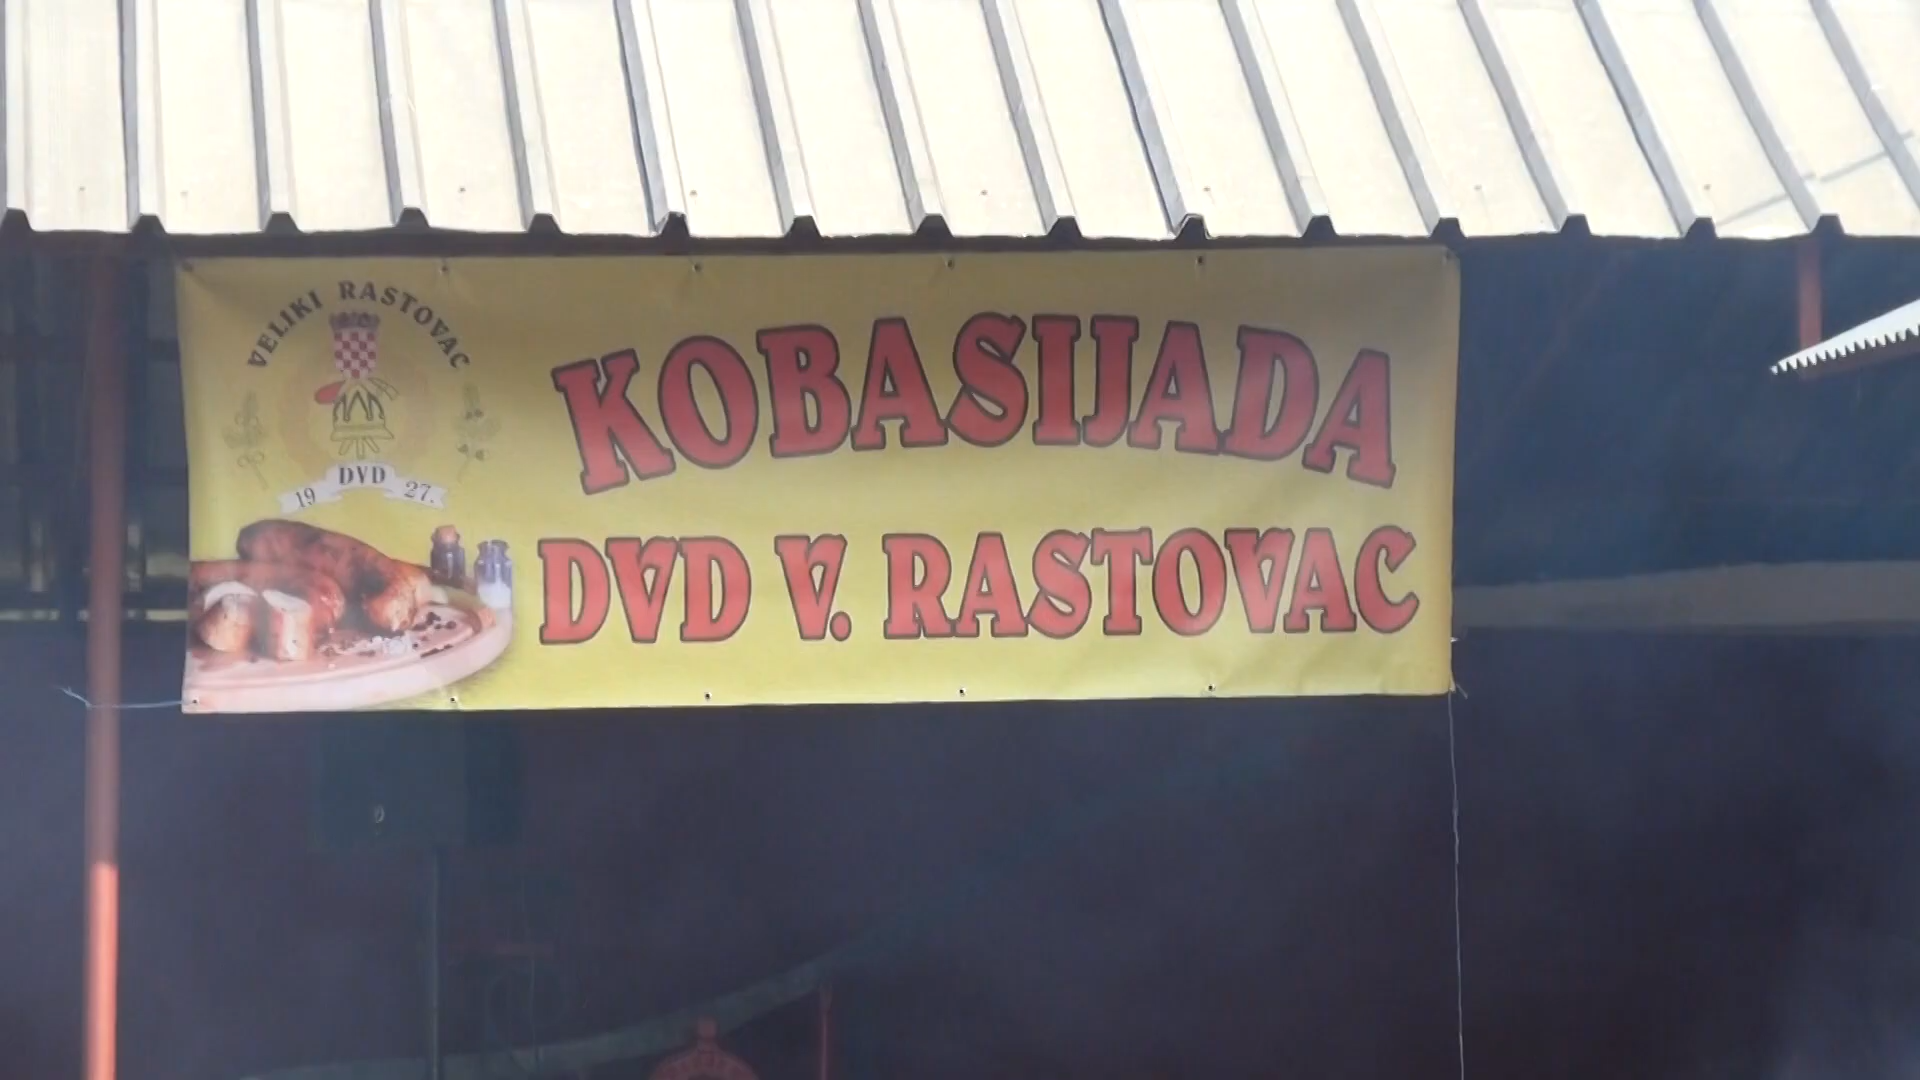 VELIKI RASTOVAC
DVD
19 27.
KOBASIJADA
DVD V. RASTOVAC